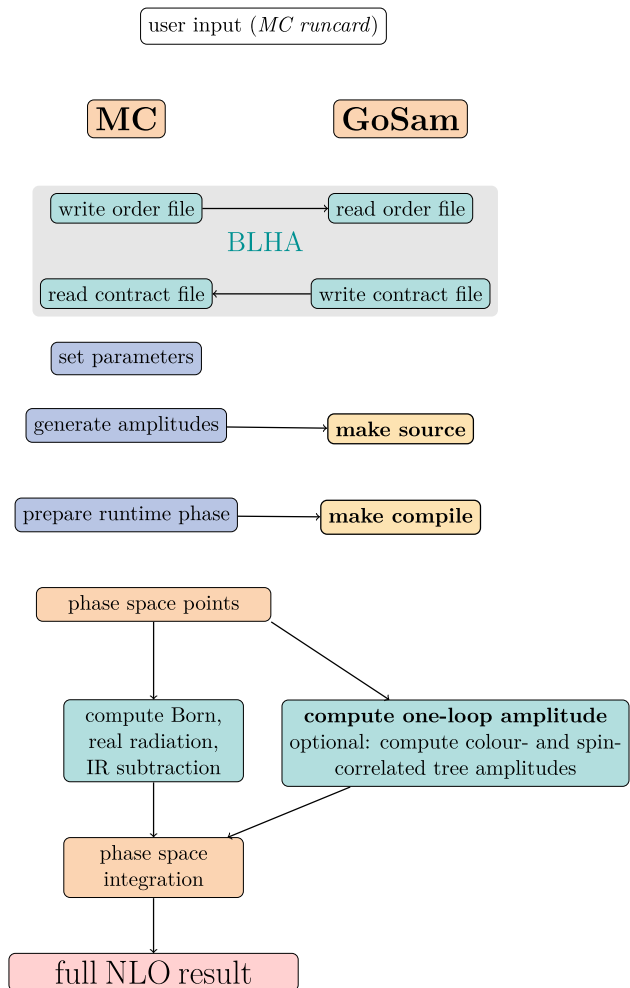 user input (MC runcard)
MC
GoSam
write order file
read order file
BLHA
read contract file
write contract file
set parameters
generate amplitudes
make source
prepare runtime phase
make compile
phase space points
compute Born,
real radiation,
IR subtraction
compute one-loop amplitude
optional: compute colour- and spin-
correlated tree amplitudes
phase space
integration
full NLO result